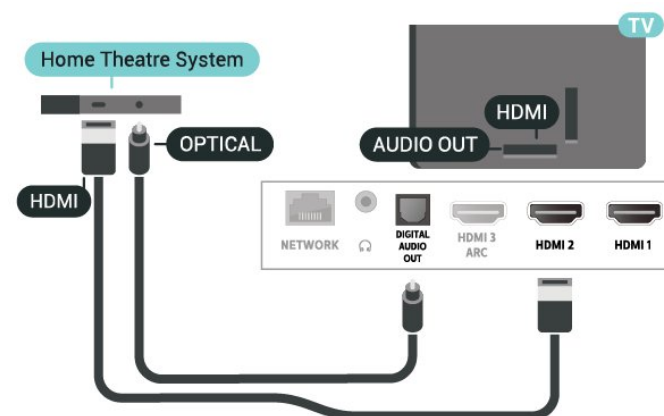 TV
Home Theatre System
HDMI
AUDIO OUT
OPTICAL
HDMI
NETWORK
DIGITAL
AUDIO
OUT
HDMI 3
ARC
HDMI 2
HDMI 1